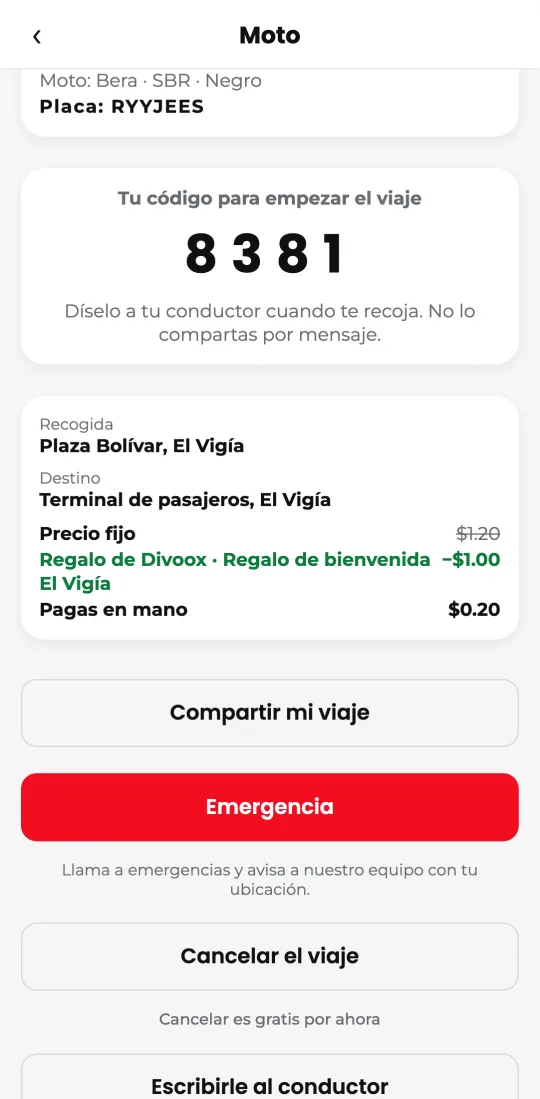 ‹ Moto
Moto: Bera · SBR · Negro
Placa: RYYJEES
Tu código para empezar el viaje
8381
Díselo a tu conductor cuando te recoja. No lo
compartas por mensaje.
Recogida
Plaza Bolívar, El Vigía
Destino
Terminal de pasajeros, El Vigía
Precio fijo $1.20
Regalo de Divoox · Regalo de bienvenida −$1.00
El Vigía
Pagas en mano $0.20
Compartir mi viaje
Emergencia
Llama a emergencias y avisa a nuestro equipo con tu
ubicación.
Cancelar el viaje
Cancelar es gratis por ahora
Escribirle al conductor